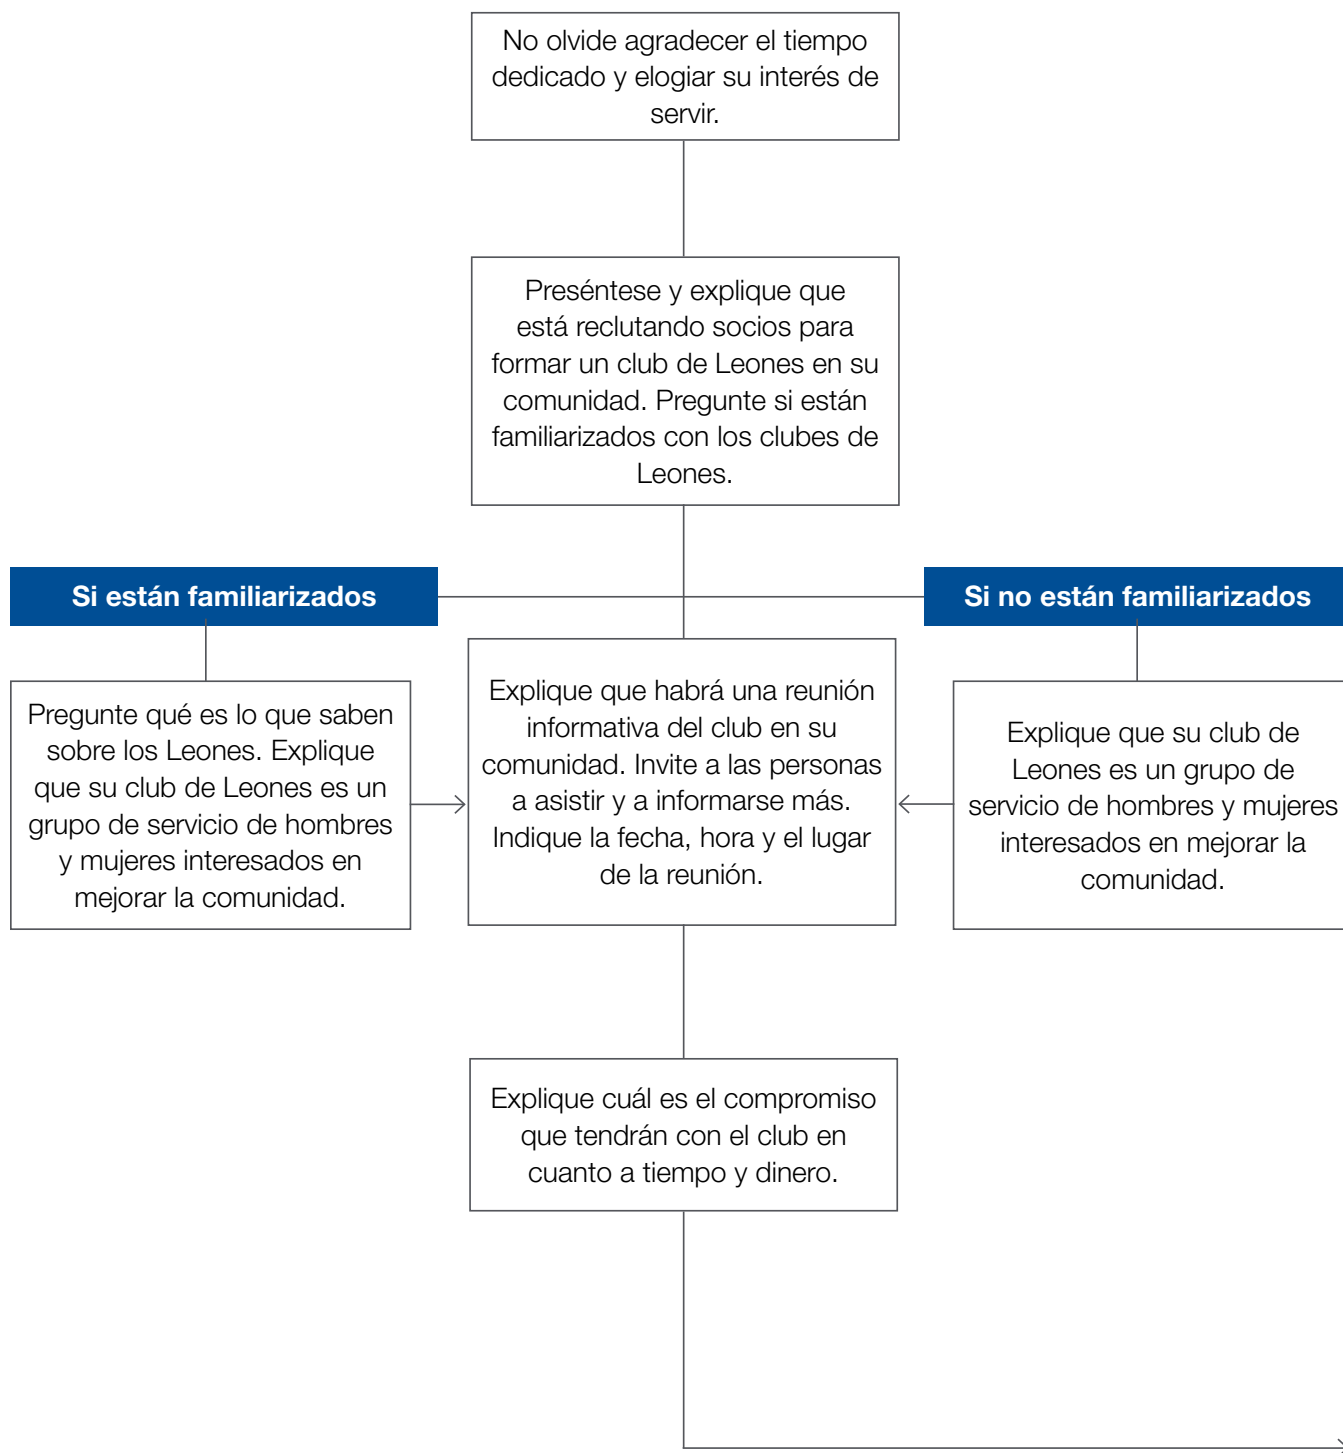 No olvide agradecer el tiempo
dedicado y elogiar su interés de
servir.
Preséntese y explique que
está reclutando socios para
formar un club de Leones en su
comunidad. Pregunte si están
familiarizados con los clubes de
Leones.
Si están familiarizados
Si no están familiarizados
Pregunte qué es lo que saben
sobre los Leones. Explique
que su club de Leones es un
grupo de servicio de hombres
y mujeres interesados en
mejorar la comunidad.
Explique que habrá una reunión
informativa del club en su
comunidad. Invite a las personas
a asistir y a informarse más.
Indique la fecha, hora y el lugar
de la reunión.
Explique que su club de
Leones es un grupo de
servicio de hombres y mujeres
interesados en mejorar la
comunidad.
Explique cuál es el compromiso
que tendrán con el club en
cuanto a tiempo y dinero.